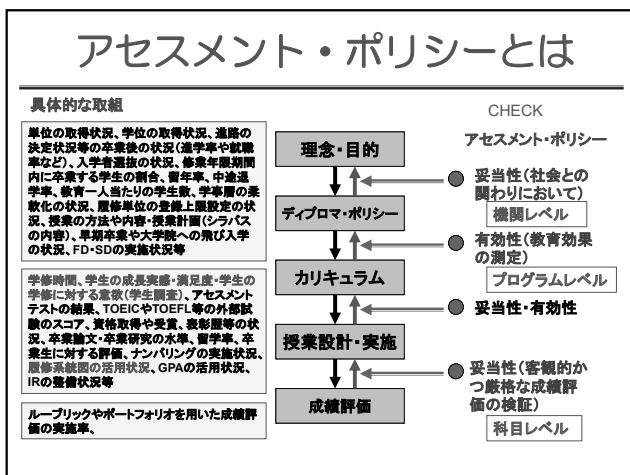 アセスメント・ポリシーとは
具体的な取組
単位の取得状況、学位の取得状況、進路の
決定状況等の卒業後の状況(進学率や就職
率など)、入学者選抜の状況、修業年限期間
内に卒業する学生の割合、留年率、中途退
学率、教育一人当たりの学生数、学事暦の柔
軟化の状況、履修単位の登録上限設定の状
況、授業の方法や内容・授業計画(シラバス
の内容)、早期卒業や大学院への飛び入学
の状況、FD・SDの実施状況等
学修時間、学生の成長実感・満足度・学生の
学修に対する意欲(学生調査)、アセスメント
テストの結果、TOEICやTOEFL等の外部試
験のスコア、資格取得や受賞、表彰歴等の状
況、卒業論文・卒業研究の水準、留学率、卒
業生に対する評価、ナンバリングの実施状況、
履修系統図の活用状況、GPAの活用状況、
IRの整備状況等
ルーブリックやポートフォリオを用いた成績評
価の実施率、
理念・目的
ディプロマ・ポリシー
カリキュラム
授業設計・実施
成績評価
CHECK
アセスメント・ポリシー
妥当性(社会との
関わりにおいて)
機関レベル
有効性(教育効果
の測定)
プログラムレベル
妥当性・有効性
妥当性(客観的か
つ厳格な成績評
価の検証)
科目レベル